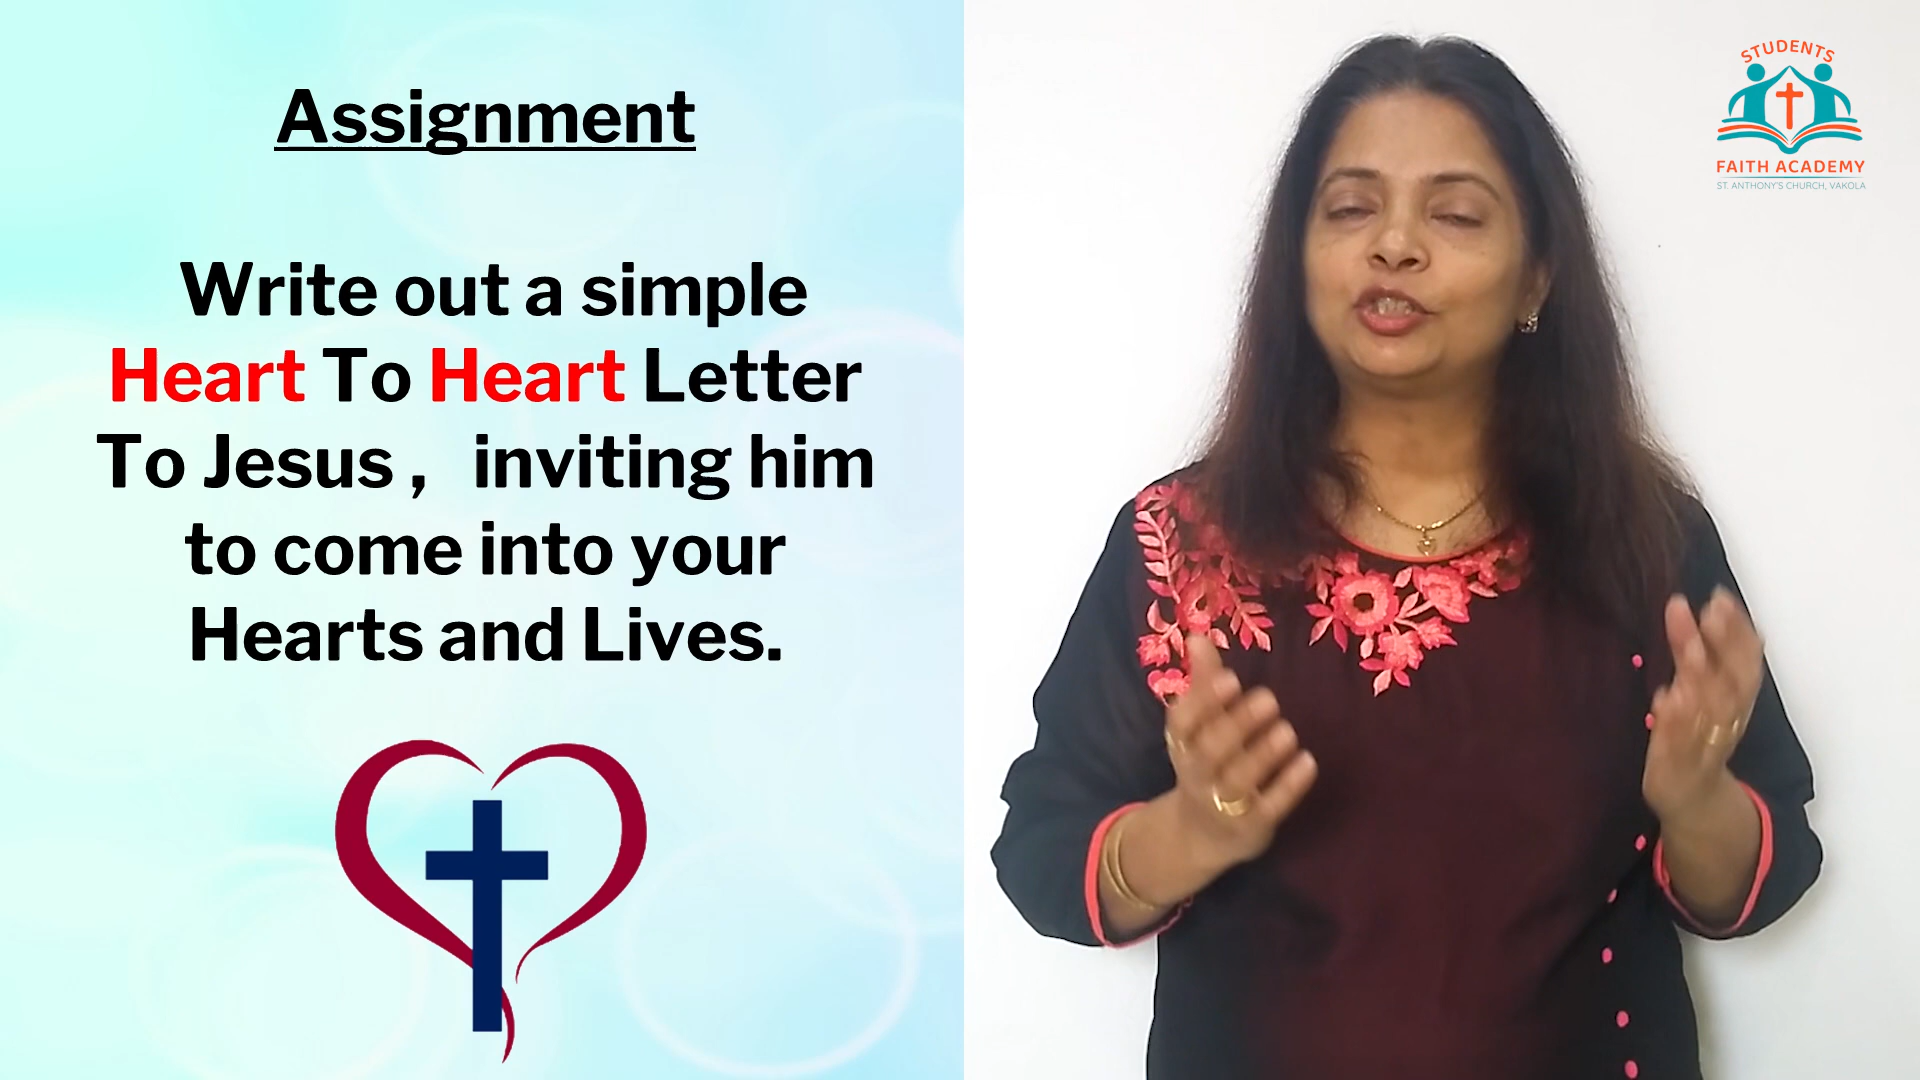 Assignment
Write out a simple
Heart To Heart Letter
To Jesus , inviting him
to come into your
Hearts and Lives.
STUDENTS
FAITH ACADEMY
ST. ANTHONY'S CHURCH, VAKOLA